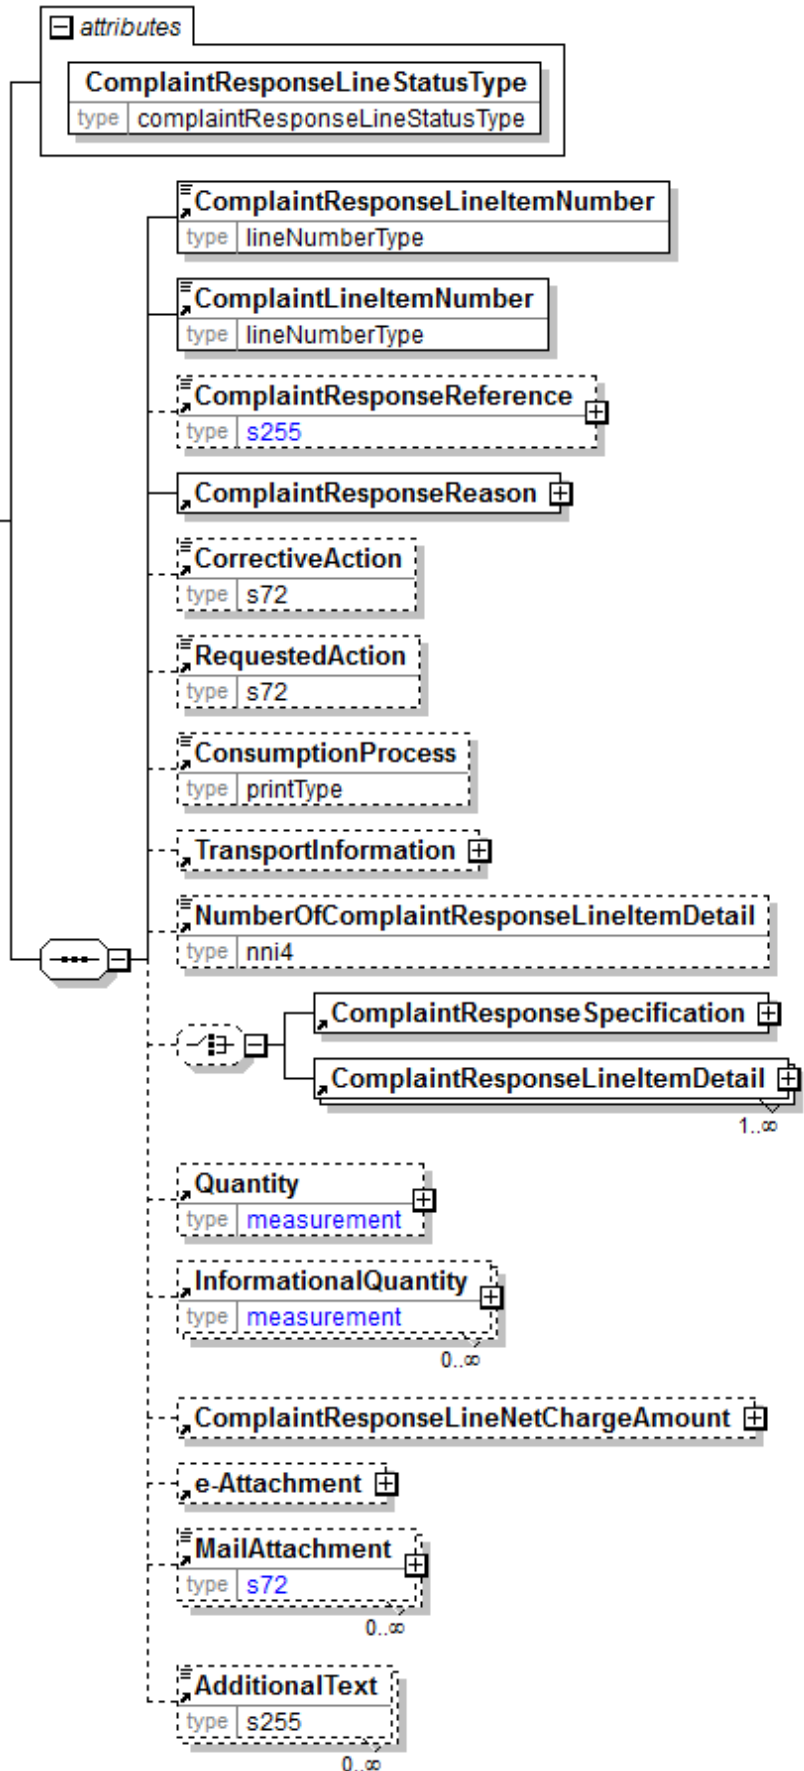 attributes
ComplaintResponseLineStatusType
type complaintResponseLineStatusType
ComplaintResponseLineItemNumber
type lineNumberType
ComplaintLineItemNumber
type lineNumberType
ComplaintResponseReference
type s255
ComplaintResponseReason
CorrectiveAction
type s72
RequestedAction
type s72
ConsumptionProcess
type printType
TransportInformation
NumberOfComplaintResponseLineItemDetail
type nni4
ComplaintResponseSpecification
ComplaintResponseLineItemDetail
1..∞
Quantity
type measurement
InformationalQuantity
type measurement
0..∞
ComplaintResponseLineNetChargeAmount
e-Attachment
MailAttachment
type s72
0..∞
AdditionalText
type s255
0..∞